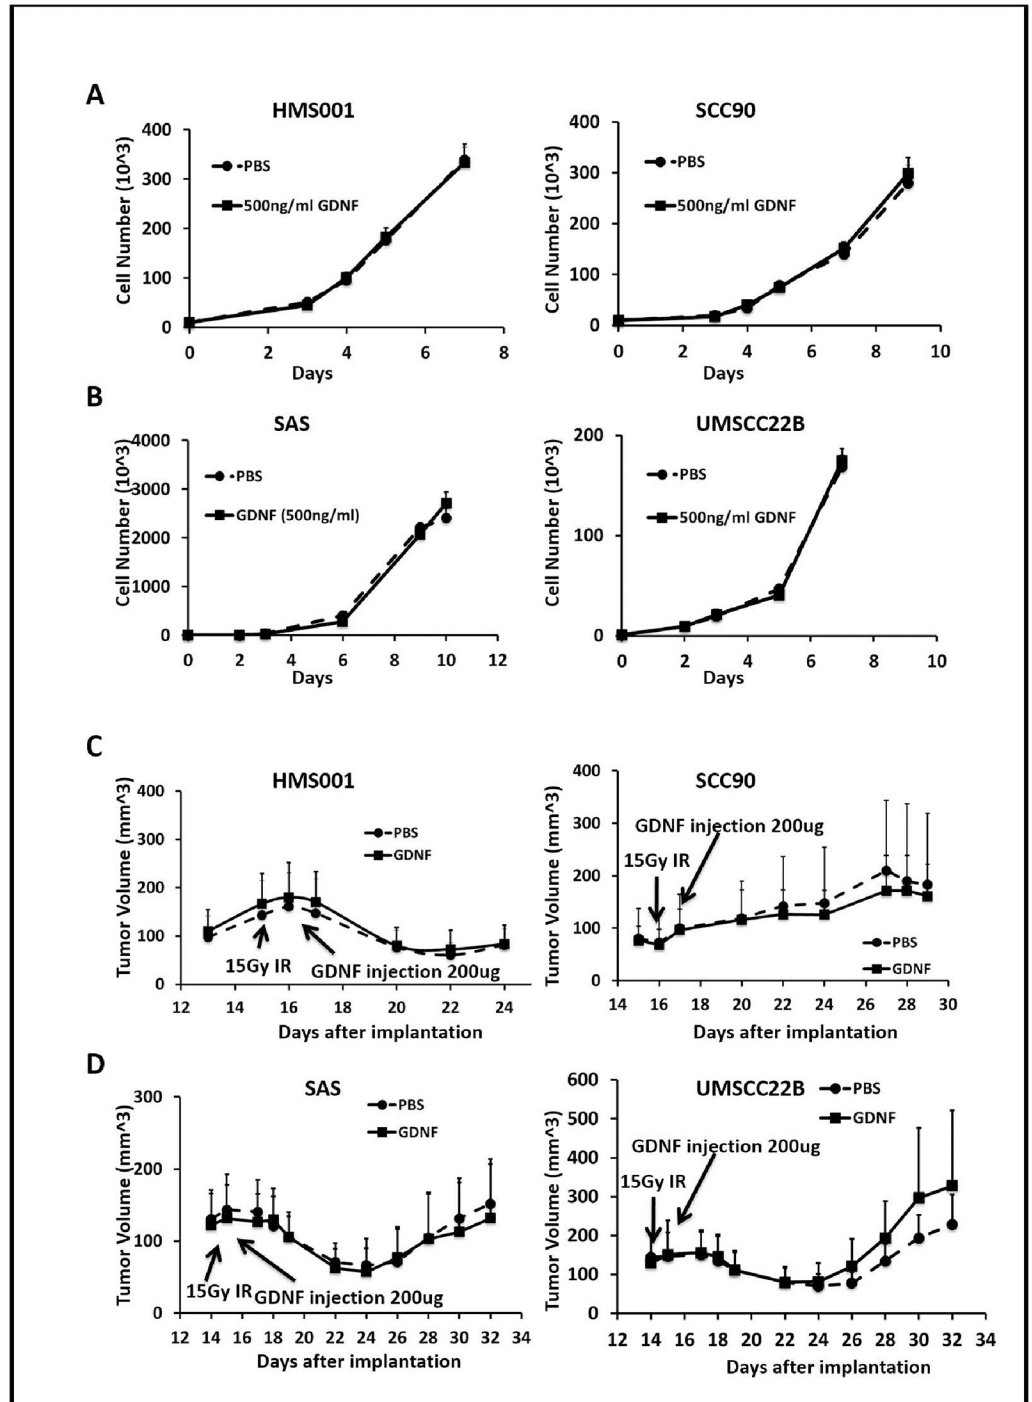 A
HMS001
Cell Number (10^3)
400
300
200
100
0
PBS
500ng/ml GDNF
0 2 4 6 8
Days
SCC90
Cell Number (10^3)
400
300
200
100
0
PBS
500ng/ml GDNF
0 2 4 6 8 10
Days
B
SAS
Cell Number (10^3)
4000
3000
2000
1000
0
PBS
GDNF (500ng/ml)
0 2 4 6 8 10 12
Days
UMSCC22B
Cell Number (10^3)
200
100
0
PBS
500ng/ml GDNF
0 2 4 6 8 10
Days
C
HMS001
Tumor Volume (mm^3)
400
300
200
100
0
PBS
GDNF
15Gy IR
GDNF injection 200ug
12 14 16 18 20 22 24
Days after implantation
SCC90
Tumor Volume (mm^3)
400
300
200
100
0
GDNF injection 200ug
15Gy IR
PBS
GDNF
14 16 18 20 22 24 26 28 30
Days after implantation
D
SAS
Tumor Volume (mm^3)
300
200
100
0
PBS
GDNF
15Gy IR
GDNF injection 200ug
12 14 16 18 20 22 24 26 28 30 32 34
Days after implantation
UMSCC22B
Tumor Volume (mm^3)
600
500
400
300
200
100
0
PBS
GDNF
GDNF injection 200ug
15Gy IR
12 14 16 18 20 22 24 26 28 30 32 34
Days after implantation